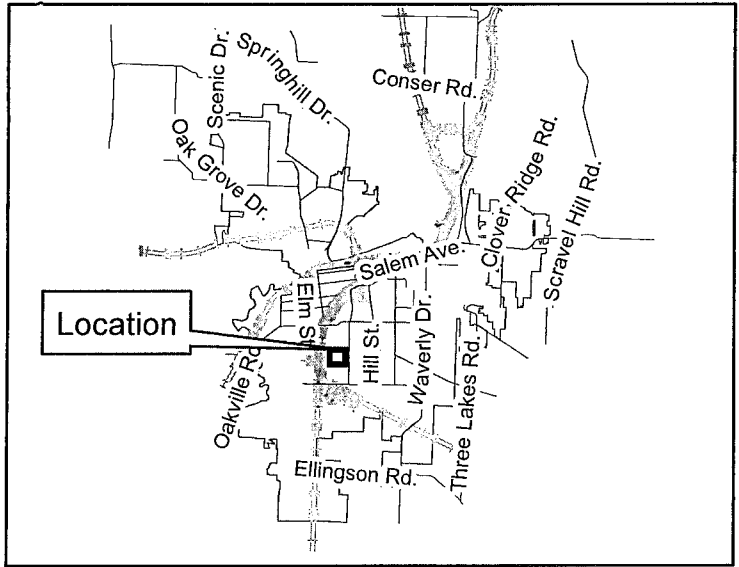 Scenic Dr.
Springhill Dr.
Oak Grove Dr.
Conser Rd.
Clover Ridge Rd.
Scravel Hill Rd.
Salem Ave.
Elm St.
Location
Hill St.
Waverly Dr.
Oakville Rd.
Three Lakes Rd.
Ellingson Rd.